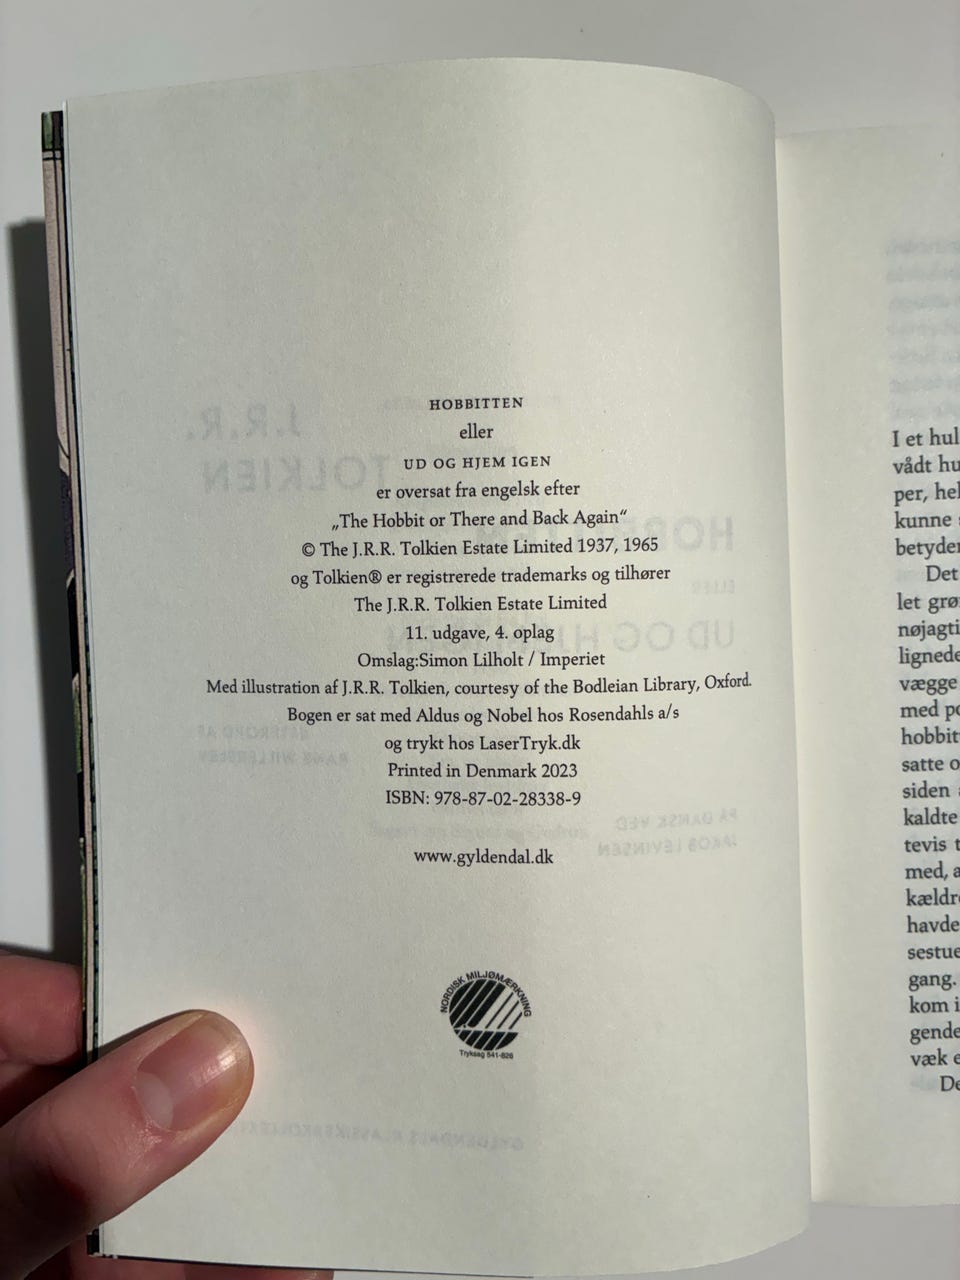 HOBBITTEN
eller
UD OG HJEM IGEN
er oversat fra engelsk efter
„The Hobbit or There and Back Again“
© The J.R.R. Tolkien Estate Limited 1937, 1965
og Tolkien® er registrerede trademarks og tilhører
The J.R.R. Tolkien Estate Limited
11. udgave, 4. oplag
Omslag:Simon Lilholt / Imperiet
Med illustration af J.R.R. Tolkien, courtesy of the Bodleian Library, Oxford.
Bogen er sat med Aldus og Nobel hos Rosendahls a/s
og trykt hos LaserTryk.dk
Printed in Denmark 2023
ISBN: 978-87-02-28338-9
www.gyldendal.dk
NORDISK MILJØMÆRKNING
Tryksag 541-826
I et hul
vådt hu
per, hel
kunne
betyder
Det
let grø
nøjagti
lignede
vægge
med po
hobbit
satte o
siden
kaldte
tevis t
med, a
kældre
havde
sestue
gang.
kom i
gende
væk e
De